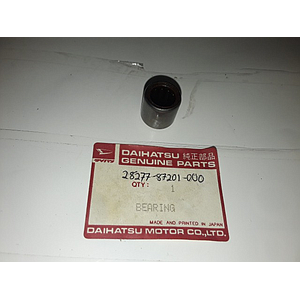 DAIHATSU 純正部品
GENUINE PARTS
28277-87201-000
QTY: 1
BEARING
MADE AND PRINTED IN JAPAN
DAIHATSU MOTOR CO., LTD.